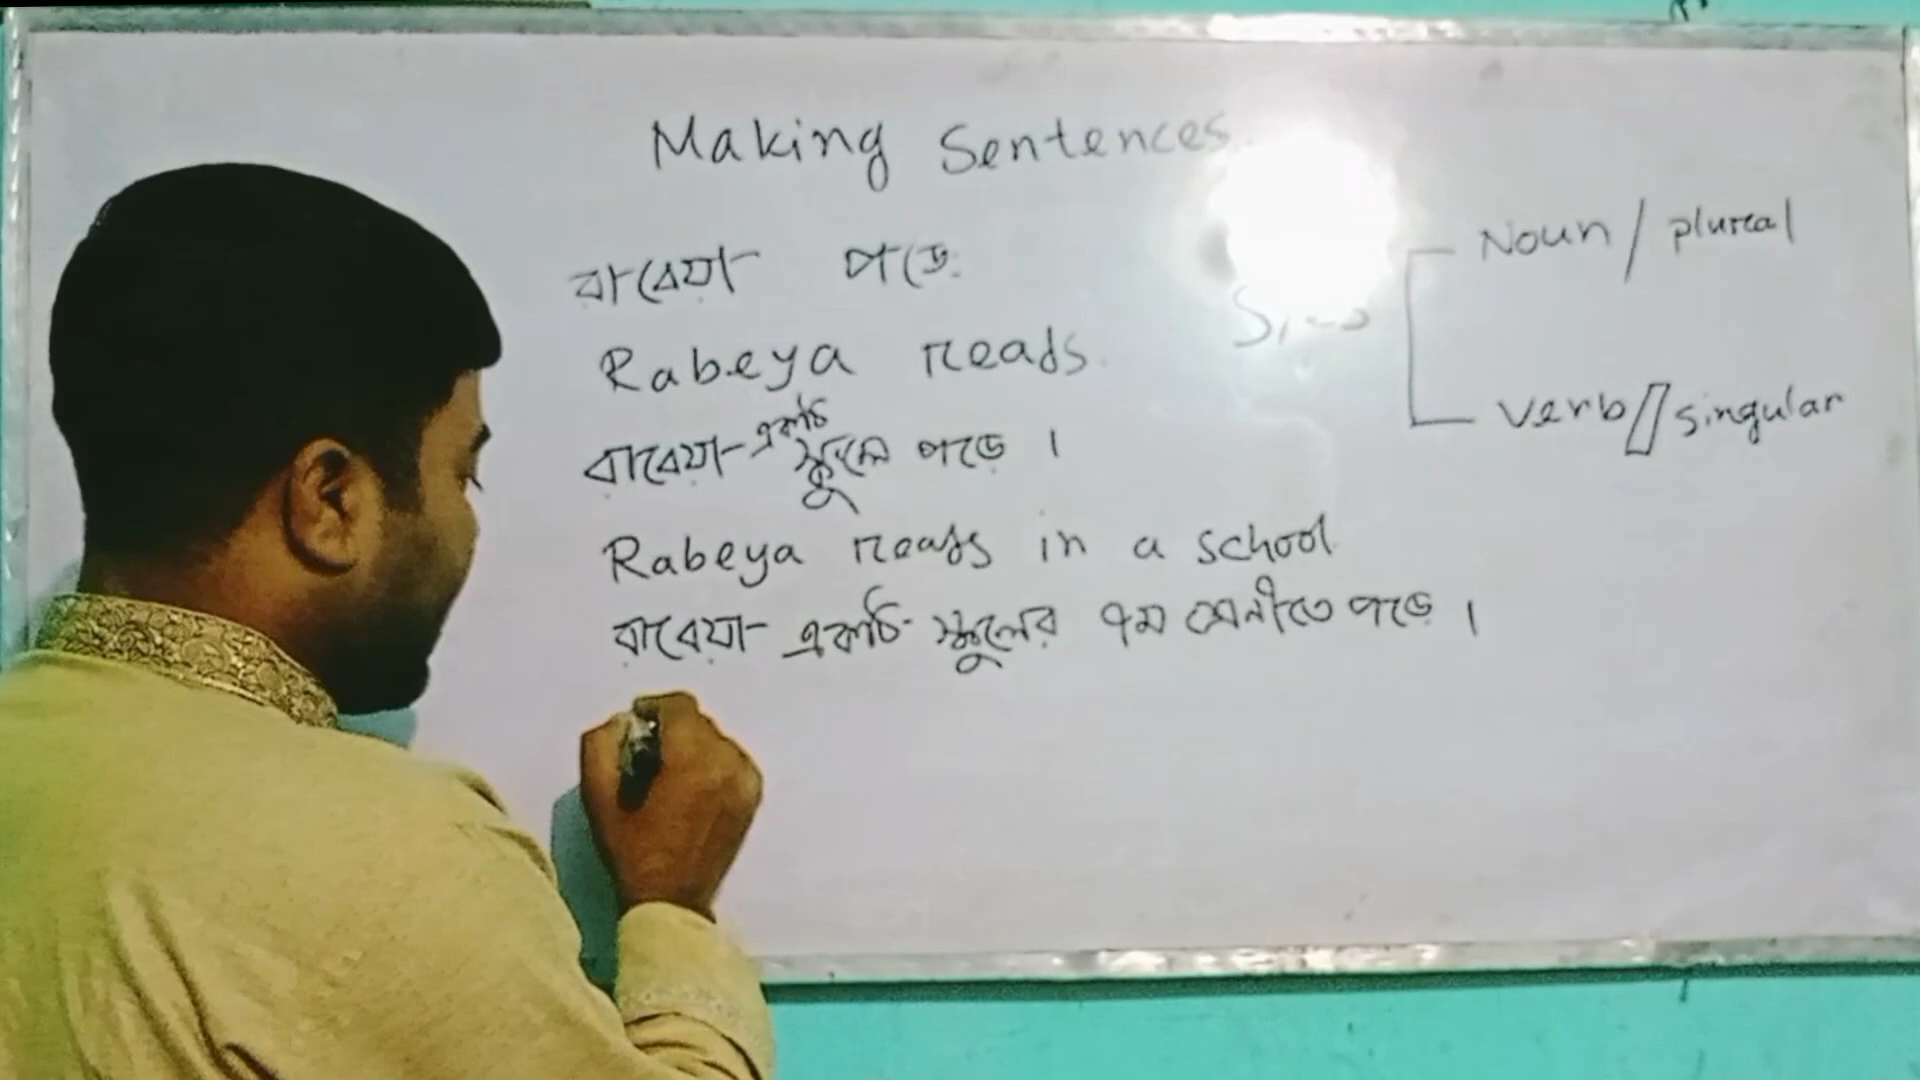 Making Sentences
রাবেয়া পড়ে
Rabeya reads
রাবেয়া একটি স্কুলে পড়ে ।
Rabeya reads in a school
রাবেয়া একটি স্কুলের ৭ম শ্রেনীতে পড়ে ।
Noun / plural
verb / singular